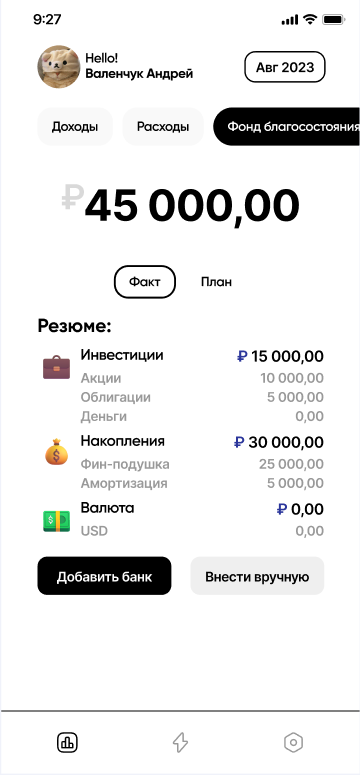 9:27
Hello!
Валенчук Андрей
Авг 2023
Доходы Расходы Фонд благосостояния
₽45 000,00
Факт План
Резюме:
Инвестиции ₽ 15 000,00
Акции 10 000,00
Облигации 5 000,00
Деньги 0,00
Накопления ₽ 30 000,00
Фин-подушка 25 000,00
Амортизация 5 000,00
Валюта ₽ 0,00
USD 0,00
Добавить банк Внести вручную